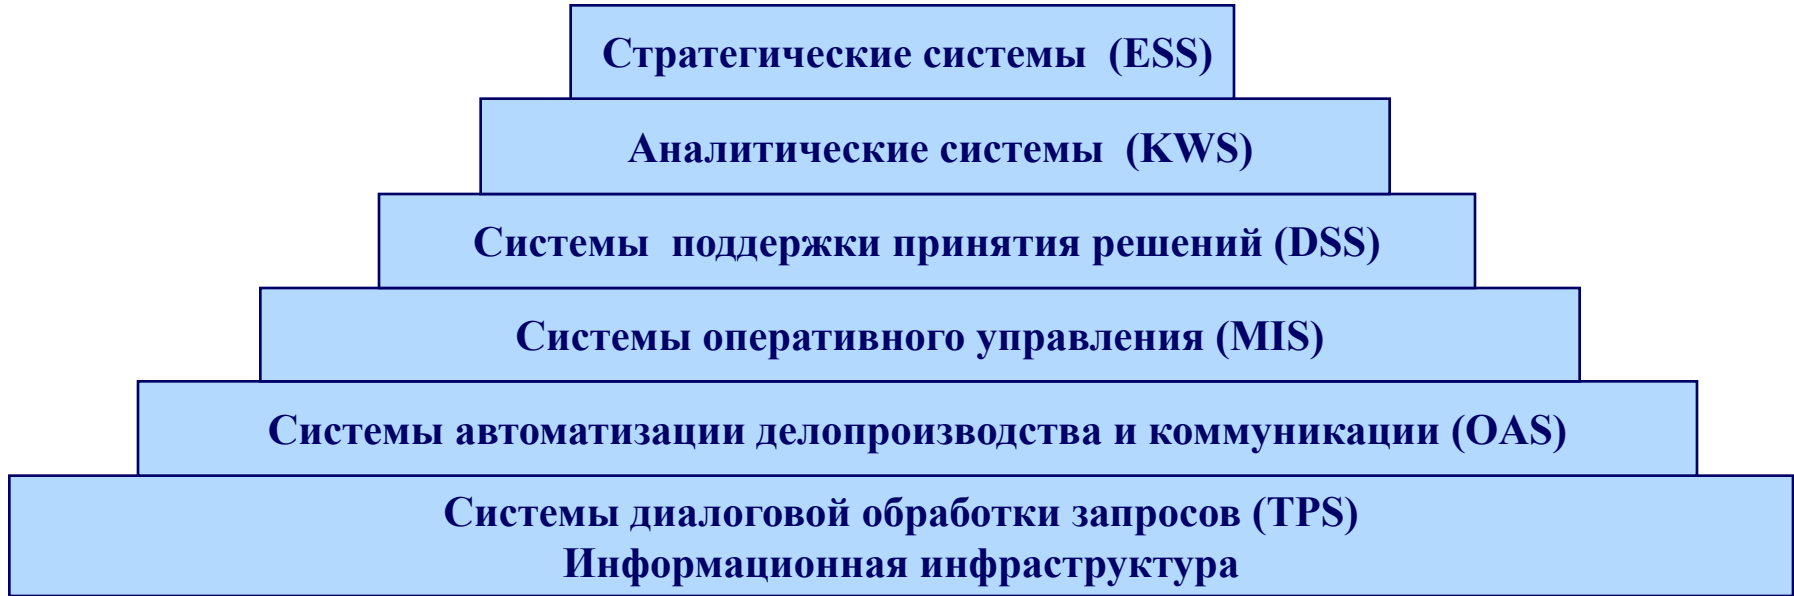 Стратегические системы (ESS)
Аналитические системы (KWS)
Системы поддержки принятия решений (DSS)
Системы оперативного управления (MIS)
Системы автоматизации делопроизводства и коммуникации (OAS)
Системы диалоговой обработки запросов (TPS)
Информационная инфраструктура